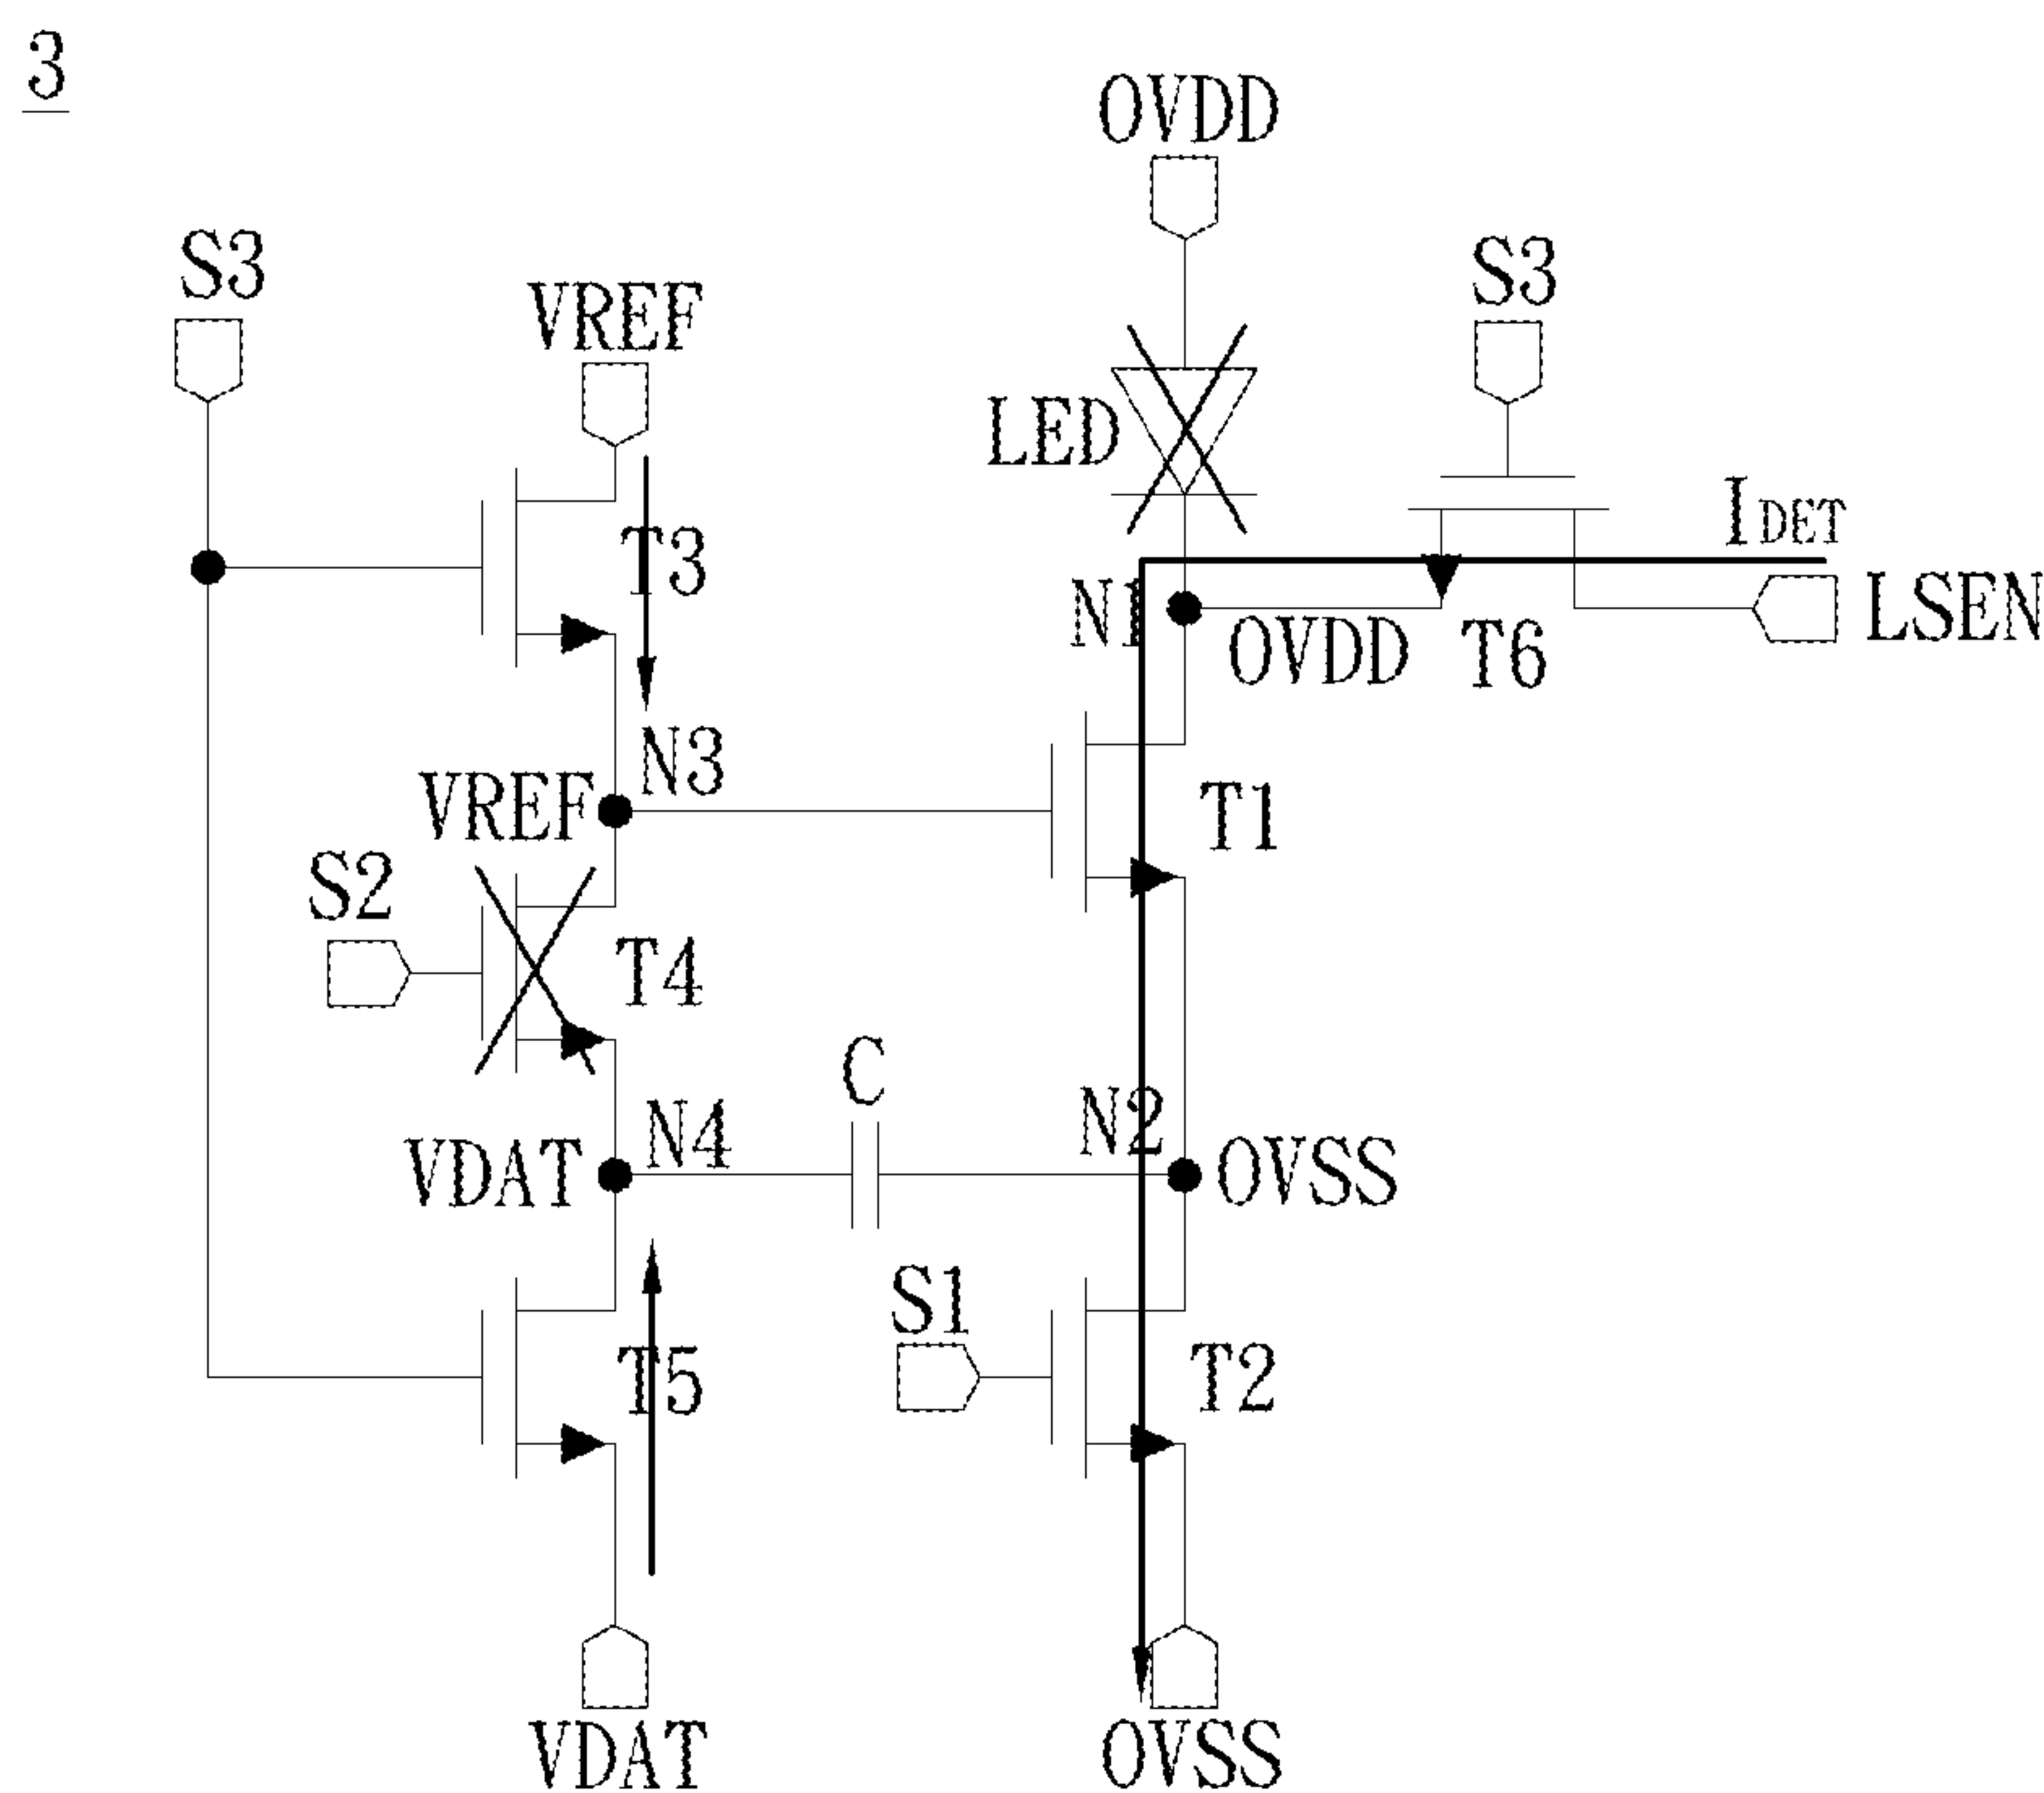 3
OVDD
S3
S3
VREF
LED
IDET
T3
N1
LSEN
OVDD
T6
N3
VREF
T1
S2
T4
C
N4
N2
VDAT
OVSS
S1
T5
T2
VDAT
OVSS